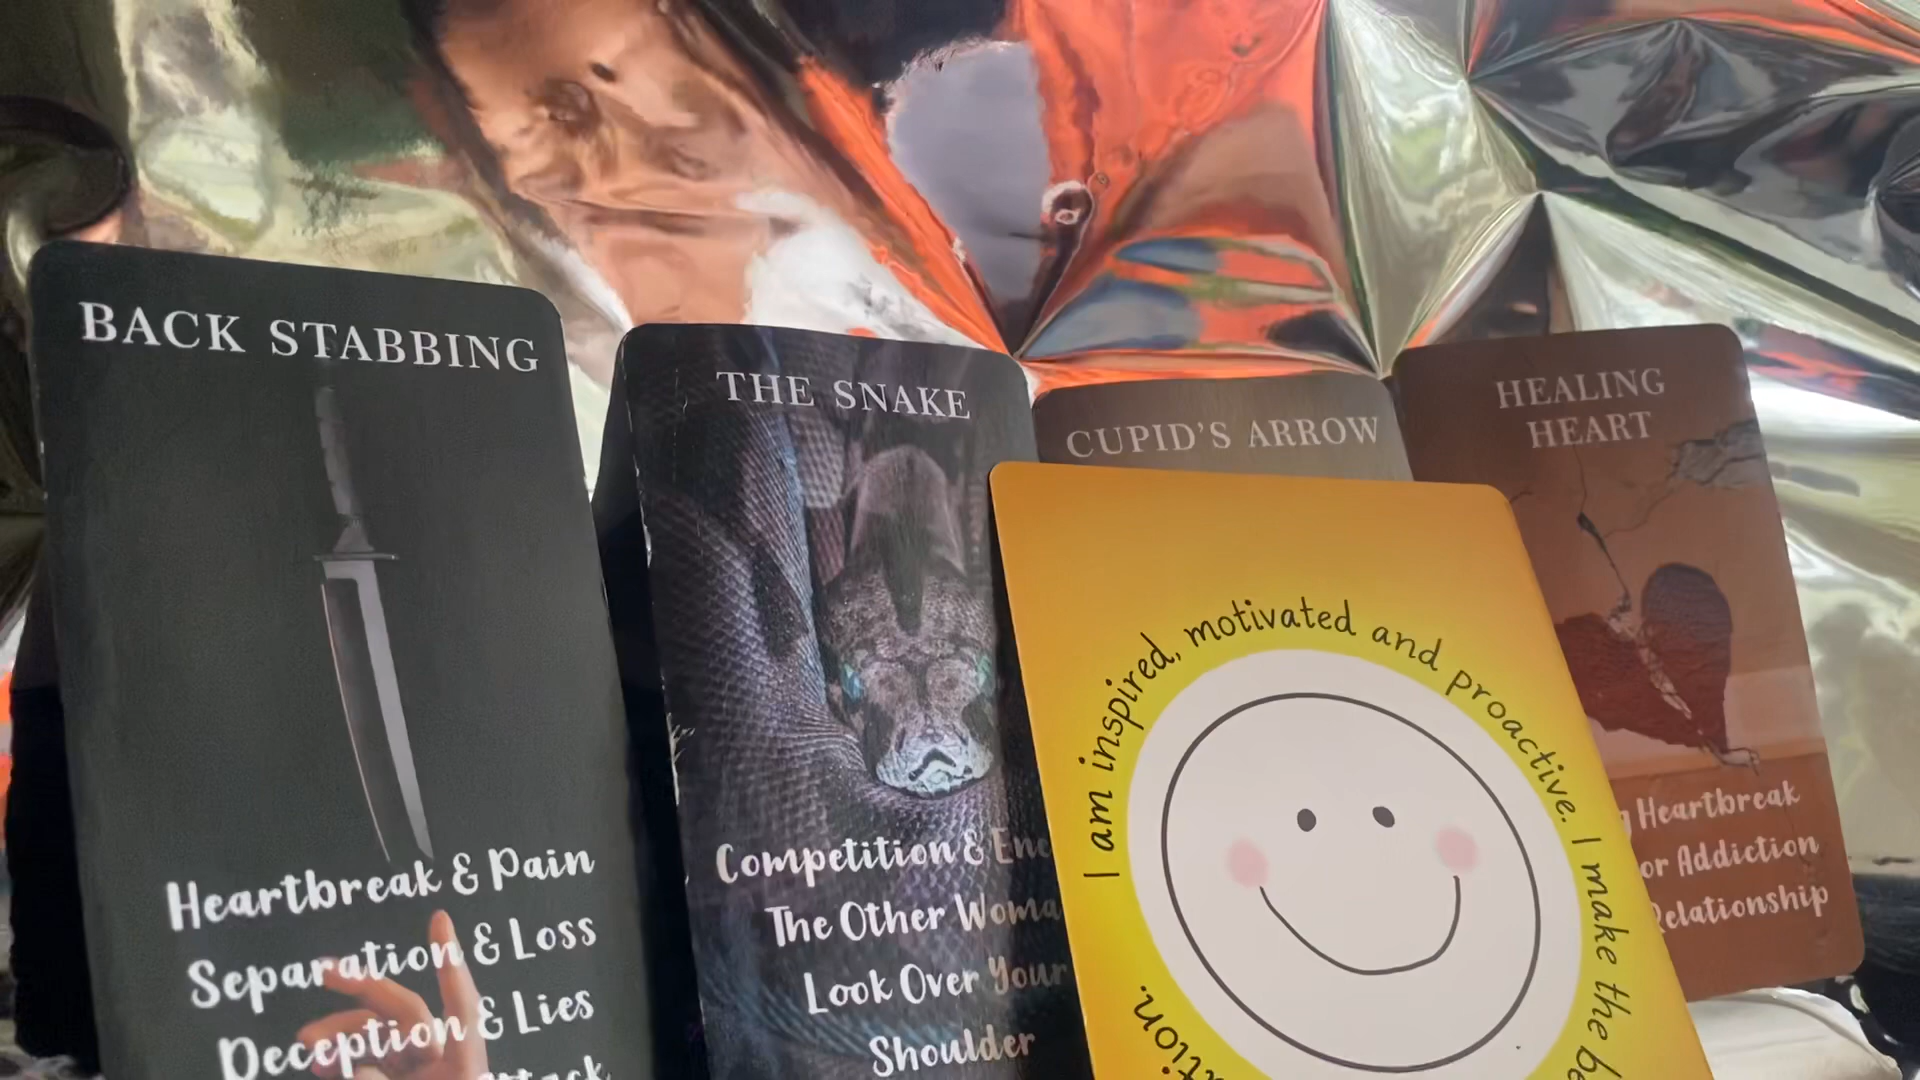 BACK STABBING
Heartbreak & Pain
Separation & Loss
Deception & Lies
THE SNAKE
Competition &
The Other
Look Over Your
Shoulder
CUPID'S ARROW
I am inspired, motivated and proactive. I make the
HEALING
HEART
Heartbreak
or Addiction
Relationship